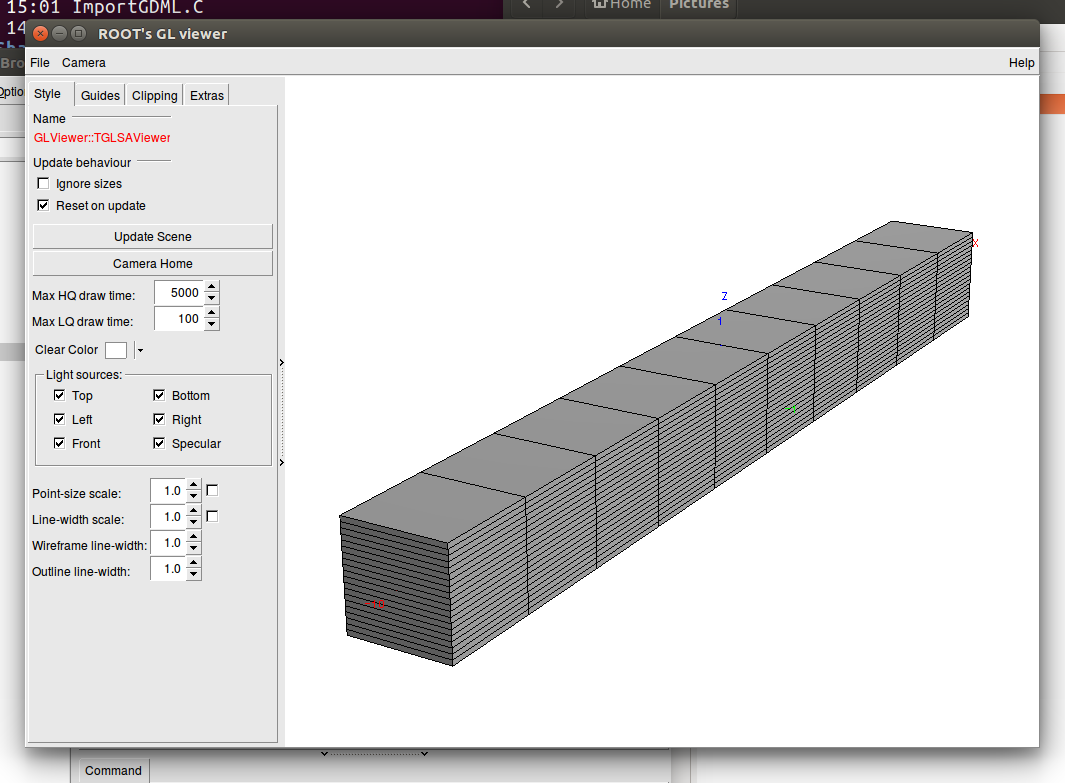 15:01 ImportGDML.C
Home Pictures
14
ROOT's GL viewer
File Camera Help
Style Guides Clipping Extras
Name
GLViewer::TGLSAViewer
Update behaviour
Ignore sizes
Reset on update
Update Scene
Camera Home
Max HQ draw time: 5000
Max LQ draw time: 100
Clear Color
Light sources:
Top Bottom
Left Right
Front Specular
Point-size scale: 1.0
Line-width scale: 1.0
Wireframe line-width: 1.0
Outline line-width: 1.0
Z
X
Command